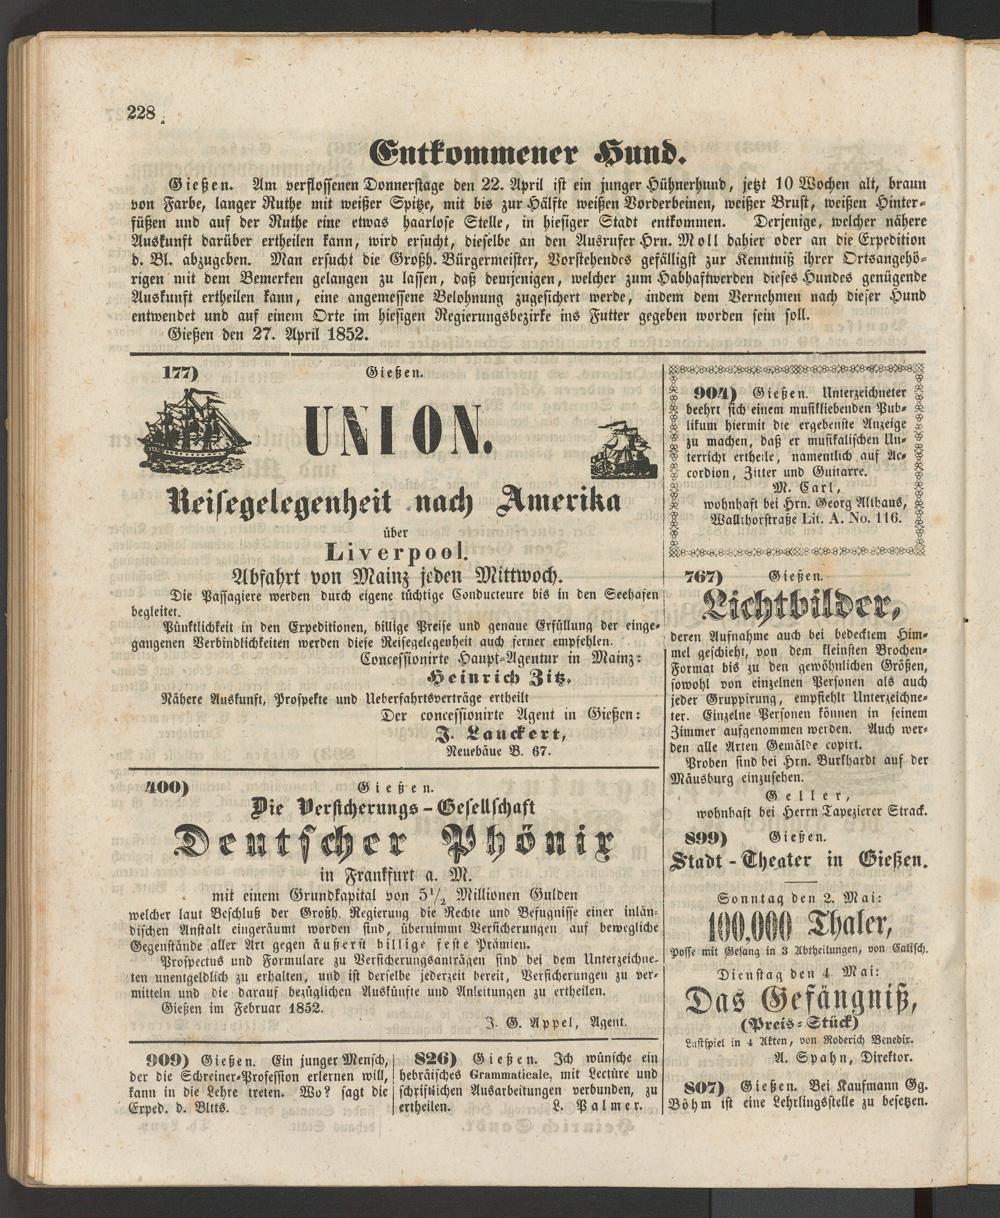 228
Entkommener Hund.
Gießen. Am verflossenen Donnerstage den 22. April ist ein junger Hühnerhund, jetzt 10 Wochen alt, braun
von Farbe, langer Ruthe mit weißer Spitze, mit bis zur Hälfte weißen Vorderbeinen, weißer Brust, weißen Hinter-
füßen und auf der Ruthe eine etwas haarlose Stelle, in hiesiger Stadt entkommen. Derjenige, welcher nähere
Auskunft darüber ertheilen kann, wird ersucht, dieselbe an den Ausrufer Hrn. Moll dahier oder an die Expedition
d. Bl. abzugeben. Man ersucht die Großh. Bürgermeister, Vorstehendes gefälligst zur Kenntniß ihrer Ortsangehö-
rigen mit dem Bemerken gelangen zu lassen, daß demjenigen, welcher zum Habhaftwerden dieses Hundes genügende
Auskunft ertheilen kann, eine angemessene Belohnung zugesichert werde, indem dem Vernehmen nach dieser Hund
entwendet und auf einem Orte im hiesigen Regierungsbezirke ins Futter gegeben worden sein soll.
Gießen den 27. April 1852.
177) Gießen.
UNION.
Reisegelegenheit nach Amerika
über
Liverpool.
Abfahrt von Mainz jeden Mittwoch.
Die Passagiere werden durch eigene tüchtige Conducteure bis in den Seehafen
begleitet.
Pünktlichkeit in den Expeditionen, billige Preise und genaue Erfüllung der einge-
gangenen Verbindlichkeiten werden diese Reisegelegenheit auch ferner empfehlen.
Concessionirte Haupt-Agentur in Mainz:
Heinrich Zitz.
Nähere Auskunft, Prospekte und Ueberfahrtsverträge ertheilt
Der concessionirte Agent in Gießen:
J. Lauckert,
Neuebäue B. 67.
400) Gießen.
Die Versicherungs-Gesellschaft
Deutscher Phönix
in Frankfurt a. M.
mit einem Grundkapital von 5 1/2 Millionen Gulden
welcher laut Beschluß der Großh. Regierung die Rechte und Befugnisse einer inlän-
dischen Anstalt eingeräumt worden sind, übernimmt Versicherungen auf bewegliche
Gegenstände aller Art gegen äußerst billige feste Prämien.
Prospectus und Formulare zu Versicherungsanträgen sind bei dem Unterzeichne-
ten unentgeldlich zu erhalten, und ist derselbe jederzeit bereit, Versicherungen zu ver-
mitteln und die darauf bezüglichen Auskünfte und Anleitungen zu ertheilen.
Gießen im Februar 1852.
J. G. Appel, Agent.
909) Gießen. Ein junger Mensch,
der die Schreiner-Profession erlernen will,
kann in die Lehre treten. Wo? sagt die
Exped. d. Bltts.
826) Gießen. Ich wünsche ein
hebräisches Grammaticale, mit Lectüre und
schriftlichen Ausarbeitungen verbunden, zu
ertheilen. L. Palmer.
904) Gießen. Unterzeichneter
beehrt sich einem musikliebenden Pub-
likum hiermit die ergebenste Anzeige
zu machen, daß er musikalischen Un-
terricht ertheile, namentlich auf Ac-
cordion, Zitter und Guitarre.
M. Carl,
wohnhaft bei Hrn. Georg Althaus,
Wallthorstraße Lit. A. No. 116.
767) Gießen.
Lichtbilder,
deren Aufnahme auch bei bedecktem Him-
mel geschieht, von dem kleinsten Brochen-
Format bis zu den gewöhnlichen Größen,
sowohl von einzelnen Personen als auch
jeder Gruppirung, empfiehlt Unterzeichne-
ter. Einzelne Personen können in seinem
Zimmer aufgenommen werden. Auch wer-
den alle Arten Gemälde copirt.
Proben sind bei Hrn. Burkhardt auf der
Mäusburg einzusehen.
Geller,
wohnhaft bei Herrn Tapezierer Strack.
899) Gießen.
Stadt-Theater in Gießen.
Sonntag den 2. Mai:
100,000 Thaler,
Posse mit Gesang in 3 Abtheilungen, von Kalisch.
Dienstag den 4 Mai:
Das Gefängniß,
(Preis-Stück)
Lustspiel in 4 Akten, von Roderich Benedix.
A. Spahn, Direktor.
807) Gießen. Bei Kaufmann Gg.
Böhm ist eine Lehrlingsstelle zu besetzen.